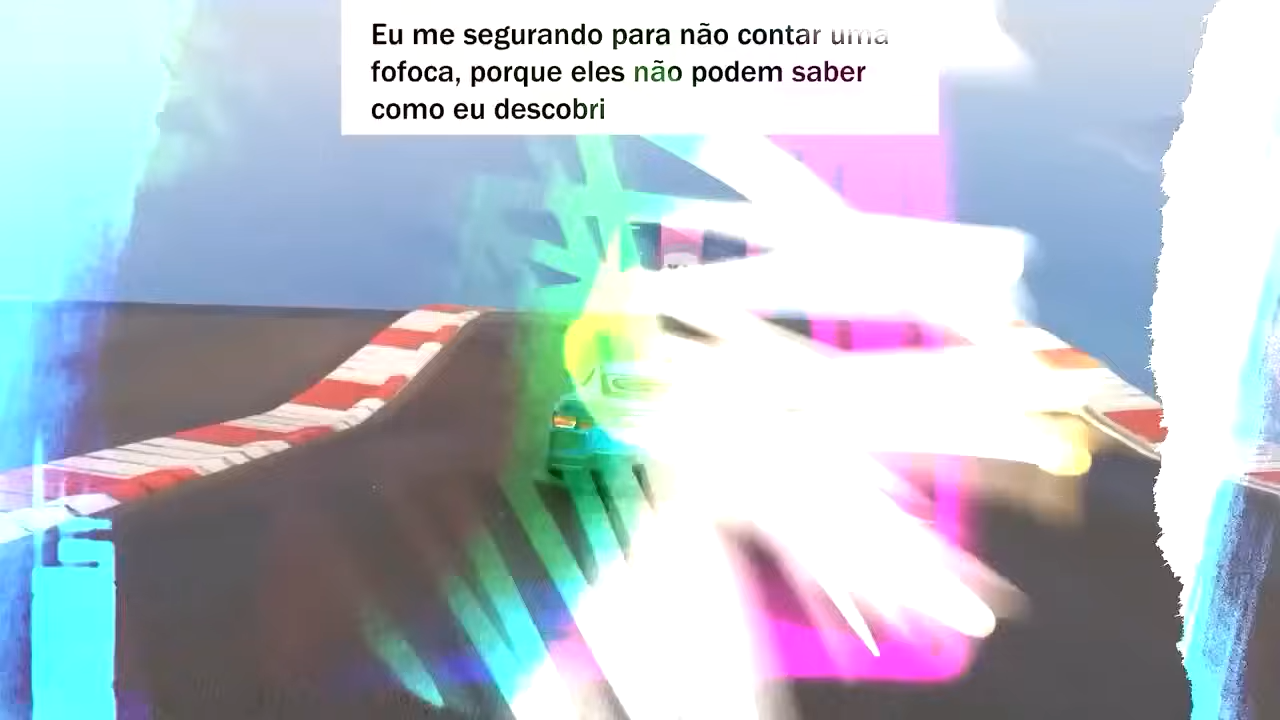 Eu me segurando para não contar uma
fofoca, porque eles não podem saber
como eu descobri